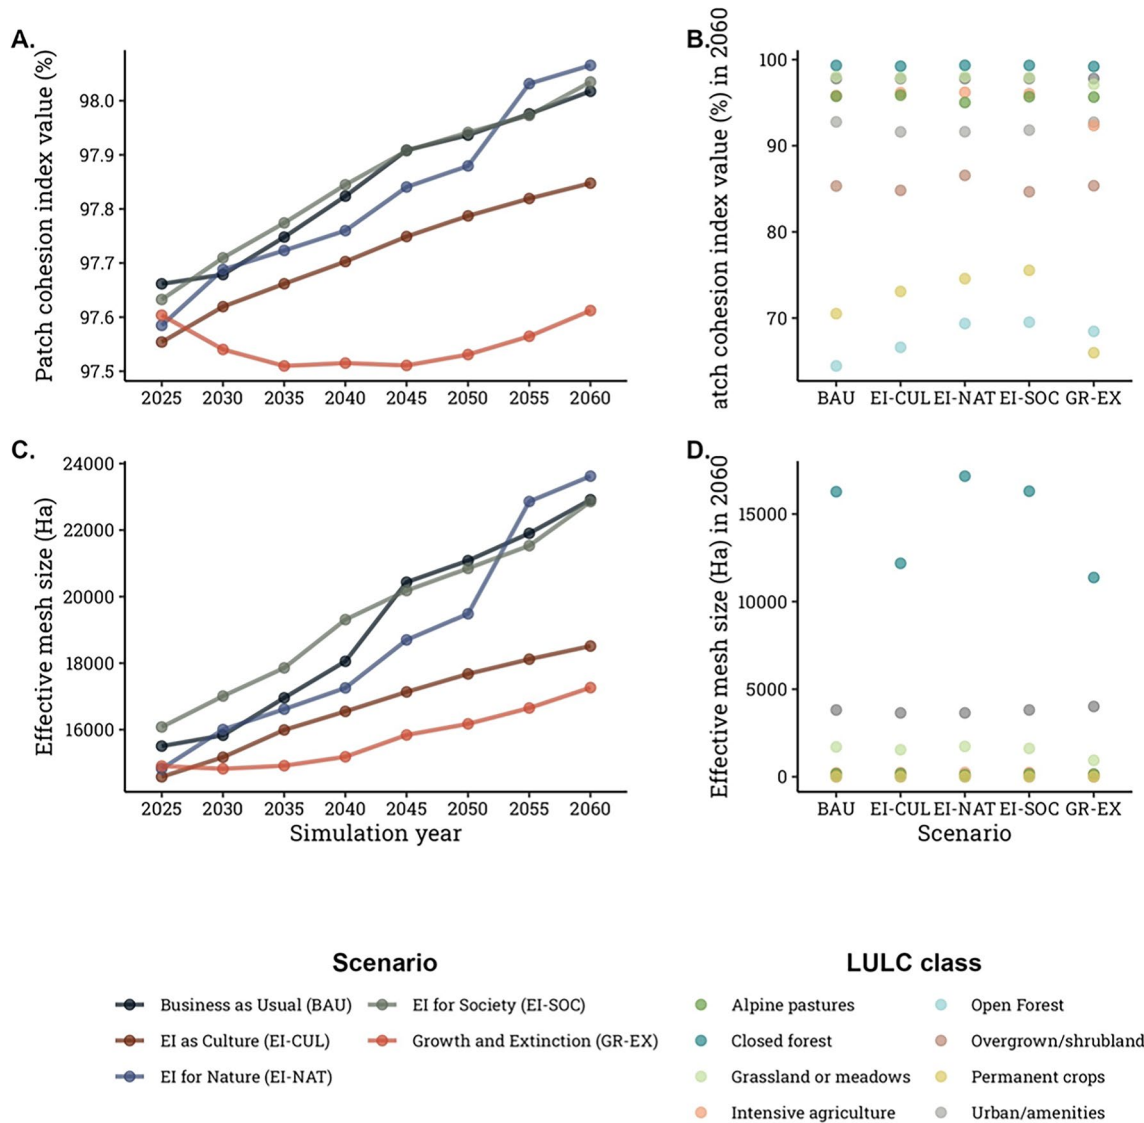 A.
Patch cohesion index value (%)
98.0
97.9
97.8
97.7
97.6
97.5
2025 2030 2035 2040 2045 2050 2055 2060
B.
atch cohesion index value (%) in 2060
100
90
80
70
BAU EI-CUL EI-NAT EI-SOC GR-EX
C.
Effective mesh size (Ha)
24000
22000
20000
18000
16000
2025 2030 2035 2040 2045 2050 2055 2060
Simulation year
D.
Effective mesh size (Ha) in 2060
15000
10000
5000
0
BAU EI-CUL EI-NAT EI-SOC GR-EX
Scenario
Scenario
Business as Usual (BAU)
EI as Culture (EI-CUL)
EI for Nature (EI-NAT)
EI for Society (EI-SOC)
Growth and Extinction (GR-EX)
LULC class
Alpine pastures
Closed forest
Grassland or meadows
Intensive agriculture
Open Forest
Overgrown/shrubland
Permanent crops
Urban/amenities